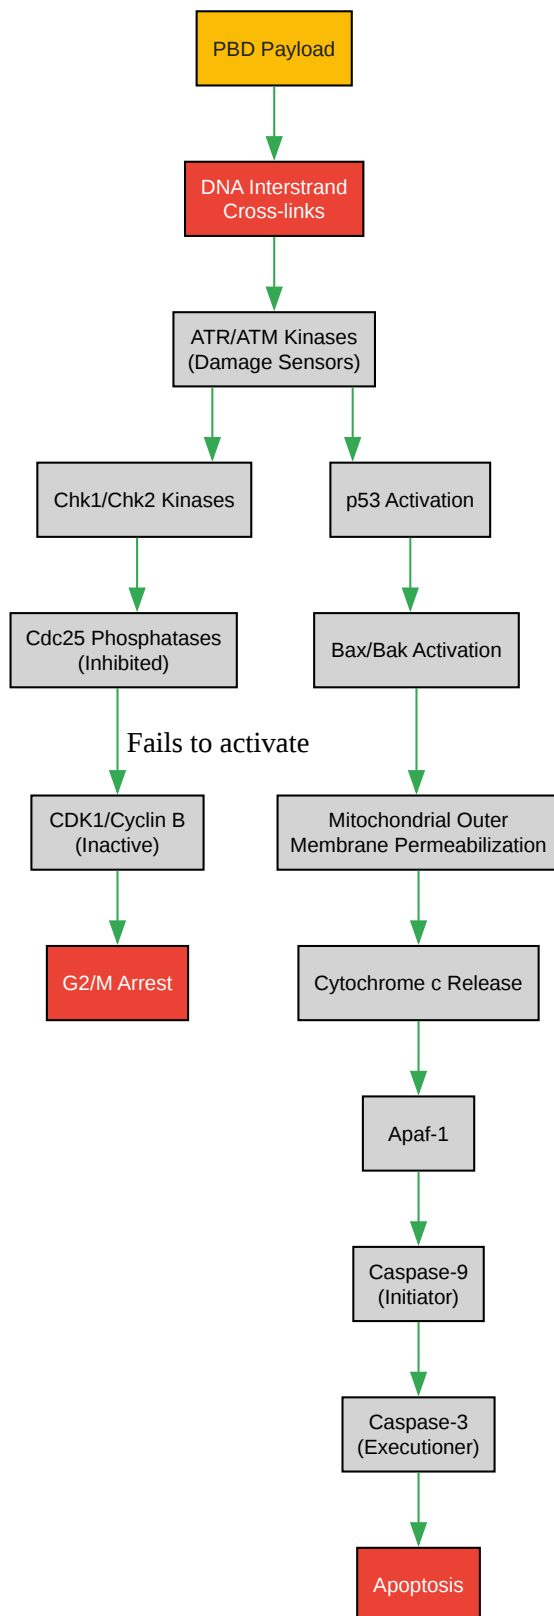 PBD Payload
DNA Interstrand
Cross-links
ATR/ATM Kinases
(Damage Sensors)
Chk1/Chk2 Kinases
p53 Activation
Cdc25 Phosphatases
(Inhibited)
Bax/Bak Activation
Fails to activate
CDK1/Cyclin B
(Inactive)
Mitochondrial Outer
Membrane Permeabilization
G2/M Arrest
Cytochrome c Release
Apaf-1
Caspase-9
(Initiator)
Caspase-3
(Executioner)
Apoptosis